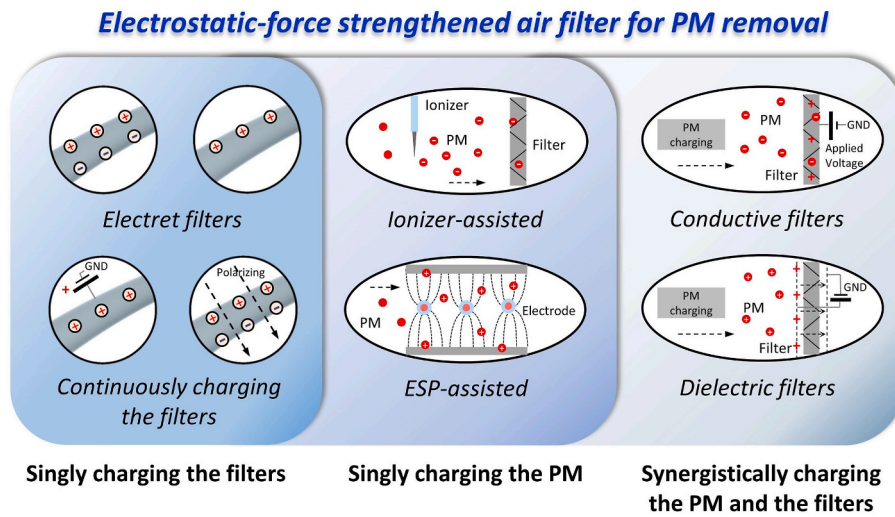 Electrostatic-force strengthened air filter for PM removal
Electret filters
GND
+
Polarizing
Continuously charging
the filters
Singly charging the filters
Ionizer
PM
Filter
Ionizer-assisted
PM
Electrode
ESP-assisted
Singly charging the PM
PM
charging
PM
GND
Applied
Voltage
Filter
Conductive filters
PM
charging
PM
GND
Filter
Dielectric filters
Synergistically charging
the PM and the filters